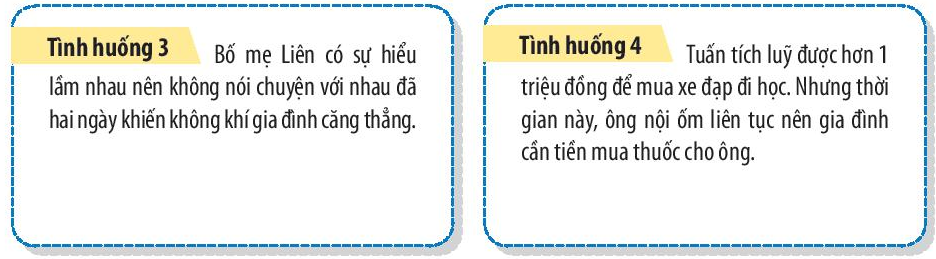 Tình huống 3 Bố mẹ Liên có sự hiểu
lầm nhau nên không nói chuyện với nhau đã
hai ngày khiến không khí gia đình căng thẳng.
Tình huống 4 Tuấn tích luỹ được hơn 1
triệu đồng để mua xe đạp đi học. Nhưng thời
gian này, ông nội ốm liên tục nên gia đình
cần tiền mua thuốc cho ông.